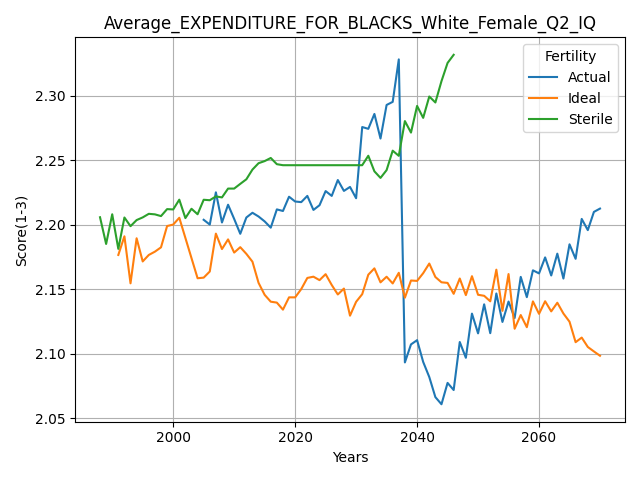 Average_EXPENDITURE_FOR_BLACKS_White_Female_Q2_IQ
Fertility
Actual
Ideal
Sterile
Score(1-3)
2.30
2.25
2.20
2.15
2.10
2.05
2000
2020
2040
2060
Years